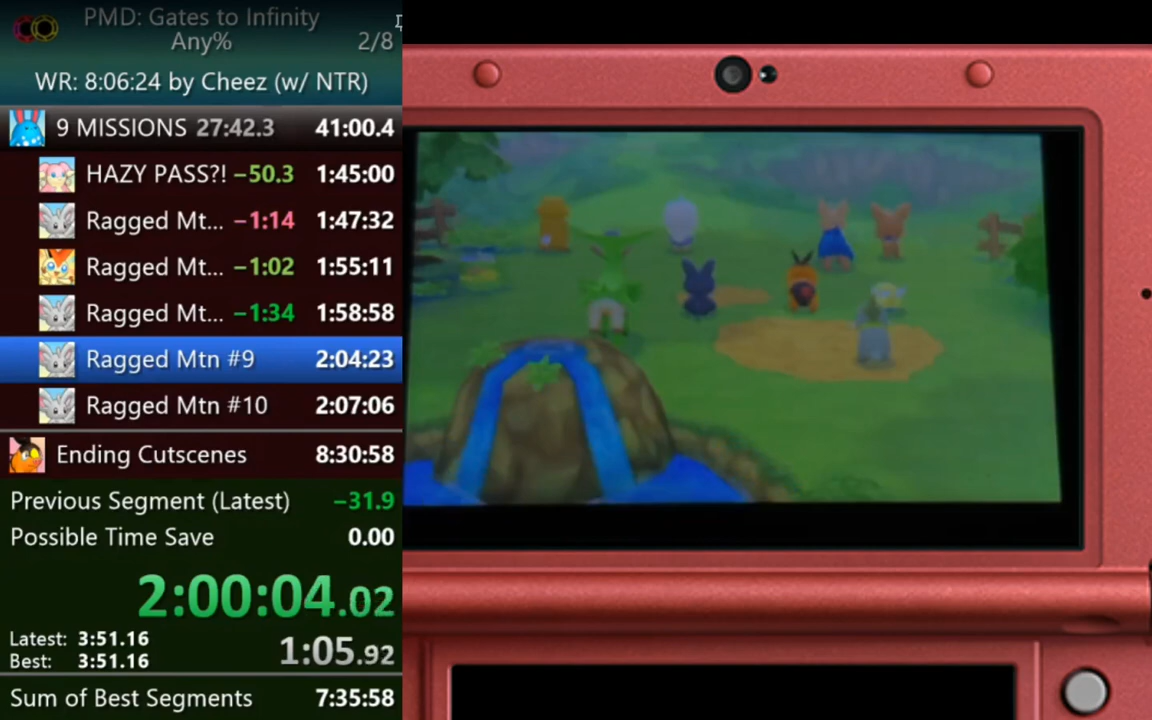 PMD: Gates to Infinity
Any% 2/8
WR: 8:06:24 by Cheez (w/ NTR)
9 MISSIONS 27:42.3 41:00.4
HAZY PASS?! −50.3 1:45:00
Ragged Mt... −1:14 1:47:32
Ragged Mt... −1:02 1:55:11
Ragged Mt... −1:34 1:58:58
Ragged Mtn #9 2:04:23
Ragged Mtn #10 2:07:06
Ending Cutscenes 8:30:58
Previous Segment (Latest) −31.9
Possible Time Save 0.00
2:00:04.02
Latest: 3:51.16
Best: 3:51.16
1:05.92
Sum of Best Segments 7:35:58